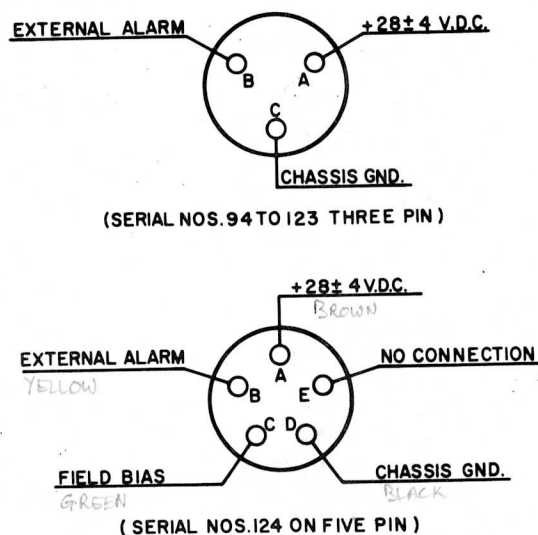 EXTERNAL ALARM
+28±4 V.D.C.
B
A
C
CHASSIS GND.
(SERIAL NOS. 94 TO 123 THREE PIN)
+28±4 V.D.C.
BROWN
EXTERNAL ALARM
YELLOW
NO CONNECTION
A
B
E
C
D
FIELD BIAS
GREEN
CHASSIS GND.
BLACK
(SERIAL NOS. 124 ON FIVE PIN)